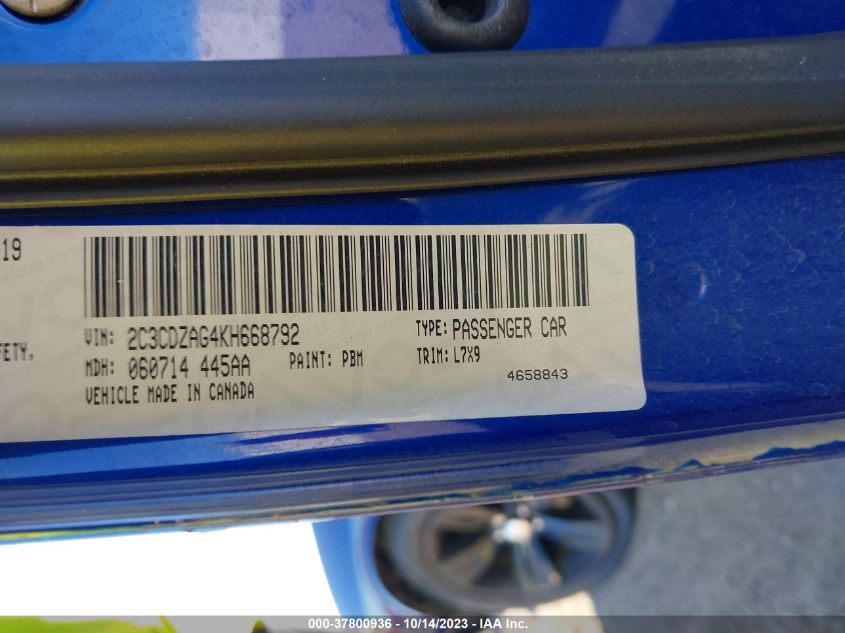 19
FETY.
VIN: 2C3CDZAG4KH668792
TYPE: PASSENGER CAR
MDH: 060714 445AA
PAINT: PBM
TRIM: L7X9
VEHICLE MADE IN CANADA
4658843
000-37800936 - 10/14/2023 - IAA Inc.